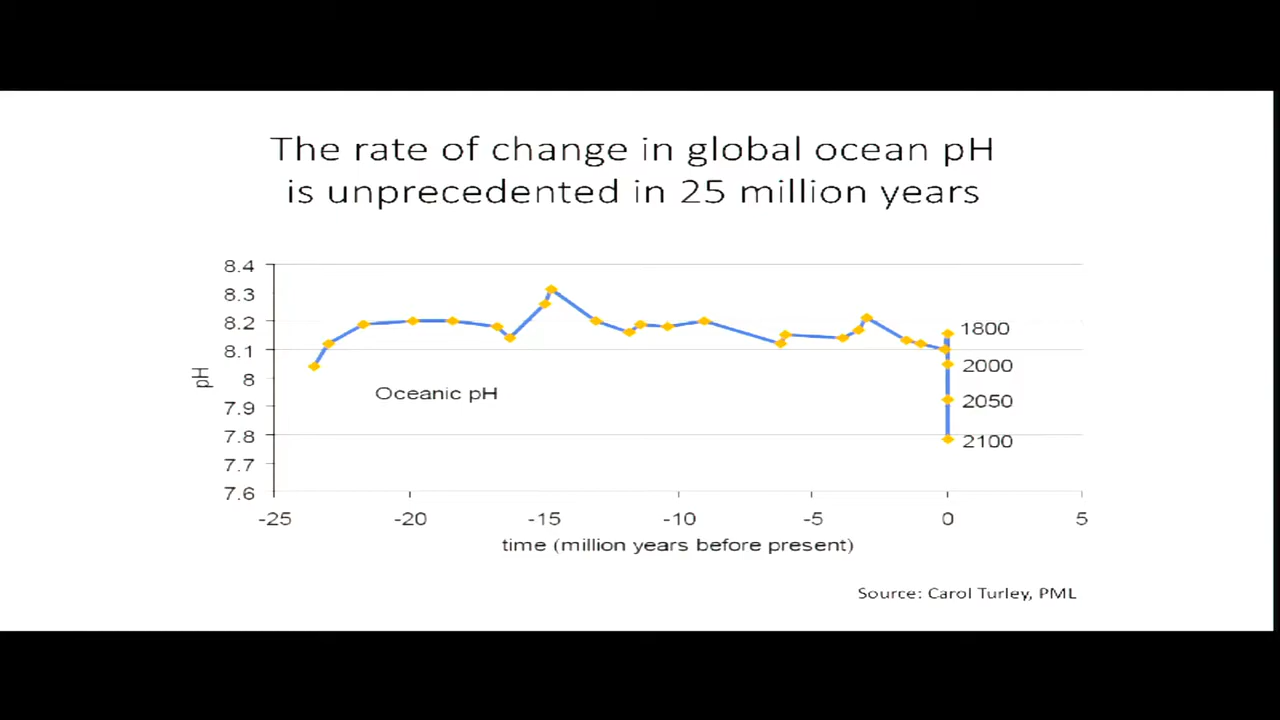 The rate of change in global ocean pH
is unprecedented in 25 million years
8.4
8.3
8.2
8.1
8
7.9
7.8
7.7
7.6
pH
Oceanic pH
1800
2000
2050
2100
-25 -20 -15 -10 -5 0 5
time (million years before present)
Source: Carol Turley, PML